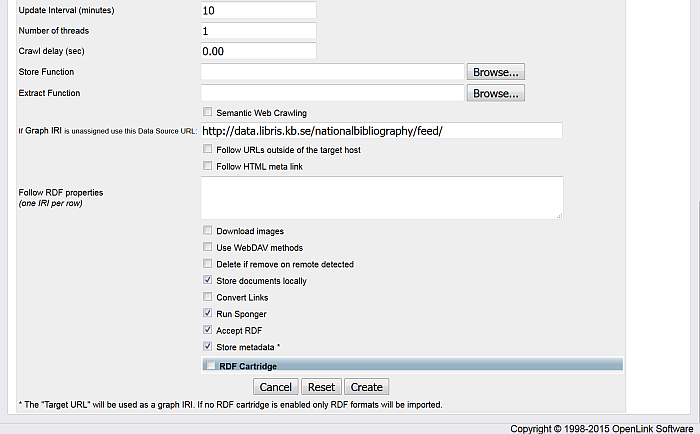 Update Interval (minutes) 10
Number of threads 1
Crawl delay (sec) 0.00
Store Function Browse...
Extract Function Browse...
Semantic Web Crawling
If Graph IRI is unassigned use this Data Source URL: http://data.libris.kb.se/nationalbibliography/feed/
Follow URLs outside of the target host
Follow HTML meta link
Follow RDF properties
(one IRI per row)
Download images
Use WebDAV methods
Delete if remove on remote detected
Store documents locally
Convert Links
Run Sponger
Accept RDF
Store metadata *
RDF Cartridge
Cancel Reset Create
* The "Target URL" will be used as a graph IRI. If no RDF cartridge is enabled only RDF formats will be imported.
Copyright © 1998-2015 OpenLink Software